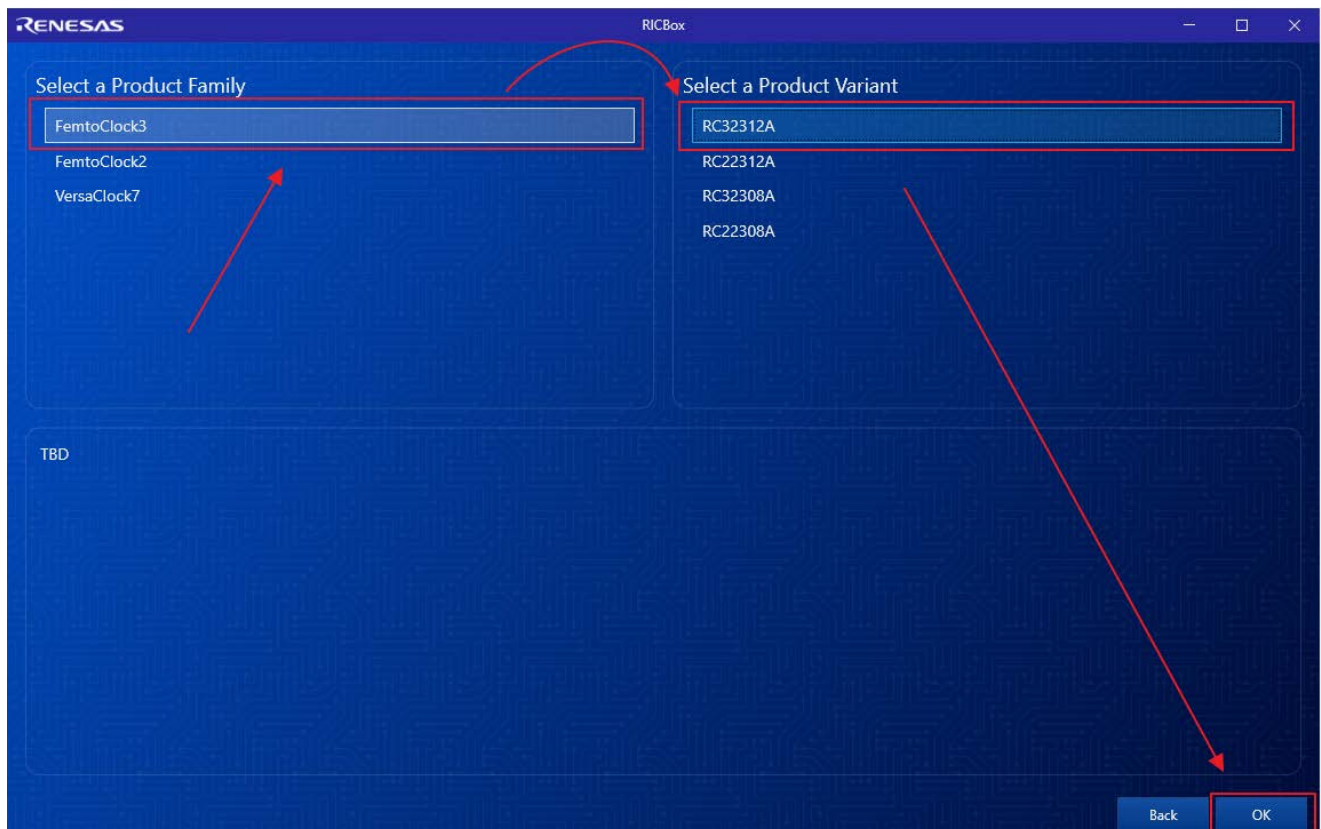 RENESAS
RICBox
Select a Product Family
FemtoClock3
FemtoClock2
VersaClock7
Select a Product Variant
RC32312A
RC22312A
RC32308A
RC22308A
TBD
Back
OK